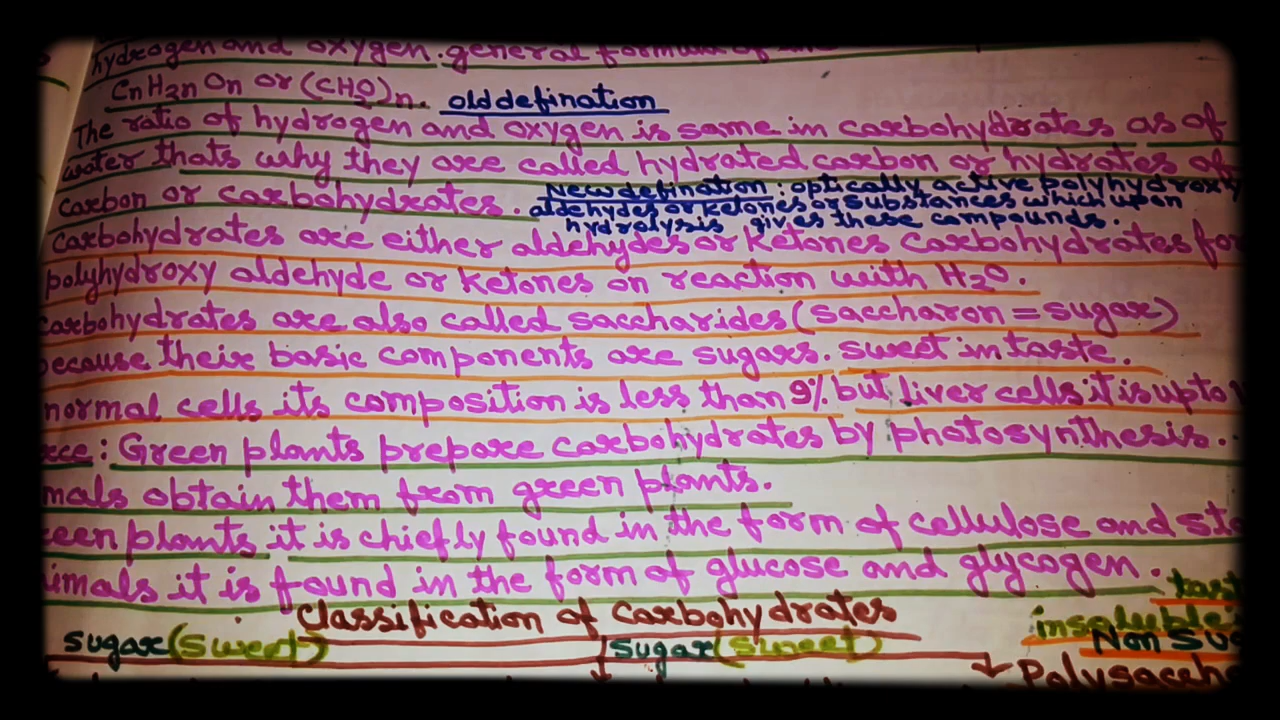 hydrogen and oxygen. general formula of
CnH2nOn or (CH2O)n. old defination
The ratio of hydrogen and oxygen is same in carbohydrates as of
water thats why they are called hydrated carbon or hydrates of
carbon or carbohydrates.
New defination: optically active polyhydroxy
aldehydes or ketones or substances which upon
hydrolysis gives these compounds.
Carbohydrates are either aldehydes or ketones Carbohydrates for
polyhydroxy aldehyde or ketones on reaction with H2O.
carbohydrates are also called saccharides (saccharon = sugar)
because their basic components are sugars. sweet in taste.
normal cells its composition is less than 9% but liver cells it is upto
rce: Green plants prepare carbohydrates by photosynthesis.
mals obtain them from green plants.
reen plants it is chiefly found in the form of cellulose and sta
imals it is found in the form of glucose and glycogen.
tast
Classification of Carbohydrates
insoluble
sugar (sweet) sugar (sweet) Non Sug
Polysaccha